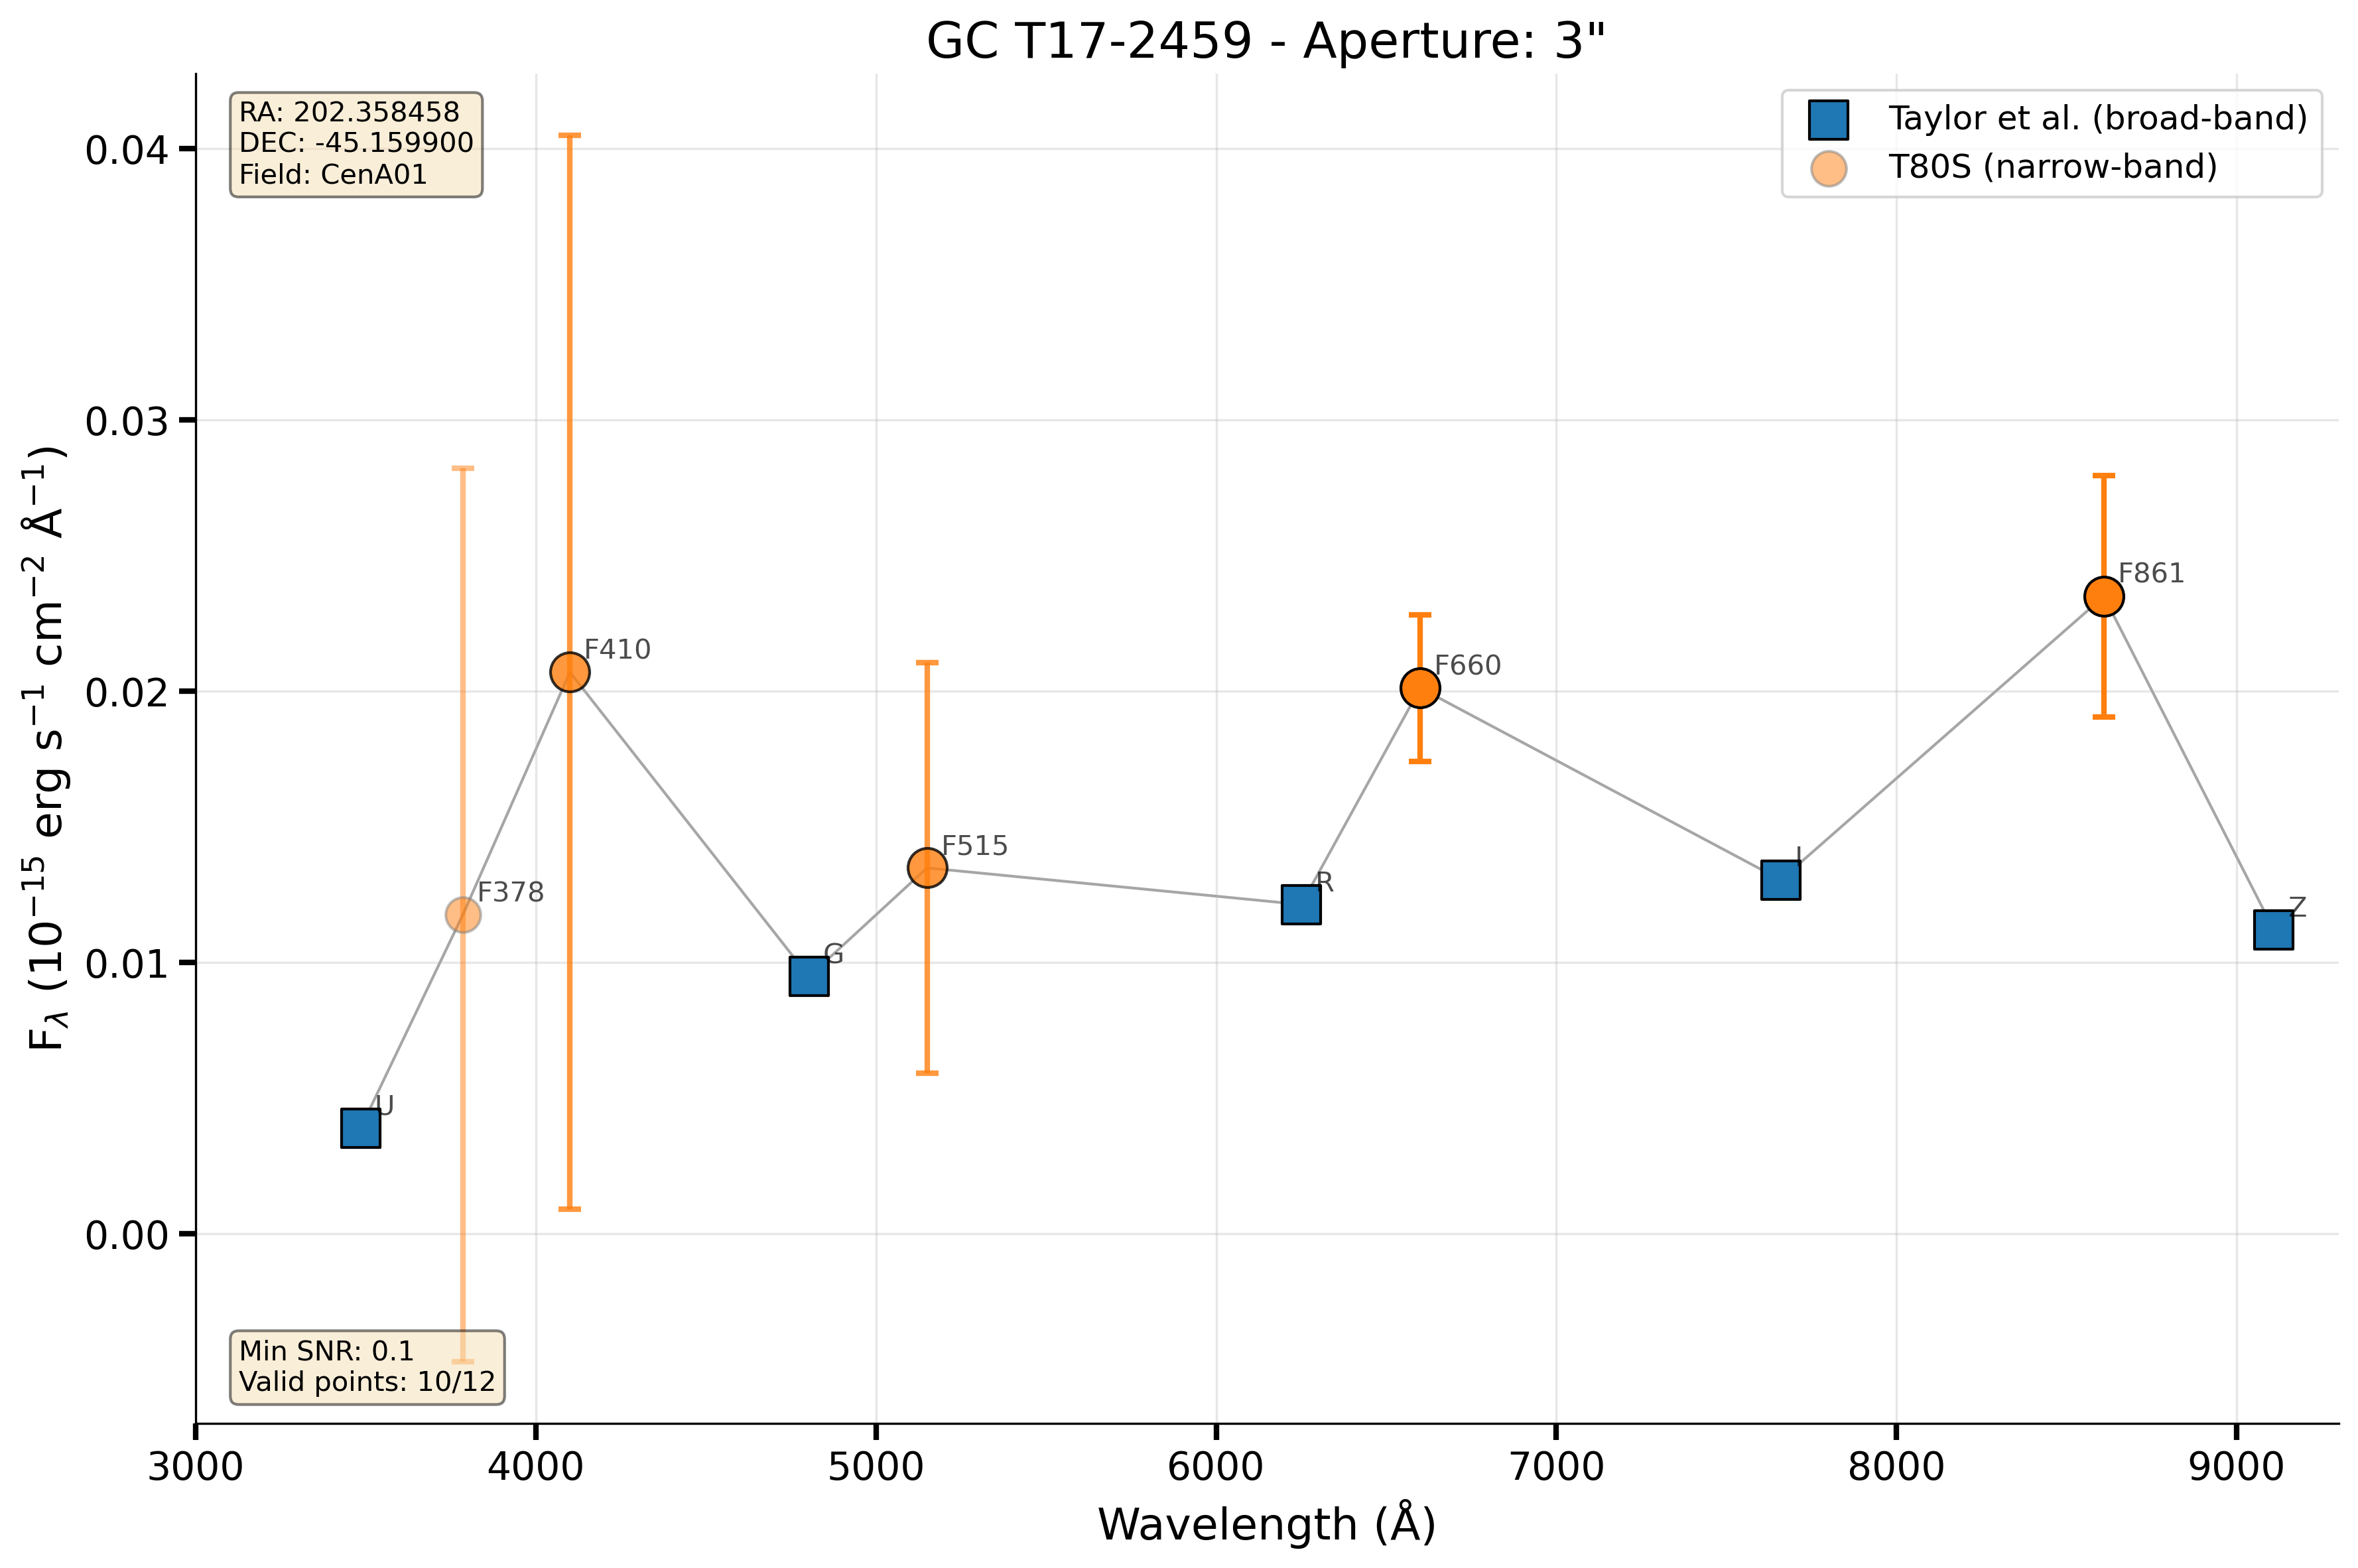 GC T17-2459 - Aperture: 3"
RA: 202.358458
DEC: -45.159900
Field: CenA01
Taylor et al. (broad-band)
T80S (narrow-band)
F_λ (10⁻¹⁵ erg s⁻¹ cm⁻² Å⁻¹)
0.04
0.03
0.02
0.01
0.00
U
F378
F410
G
F515
R
F660
I
F861
Z
Min SNR: 0.1
Valid points: 10/12
3000 4000 5000 6000 7000 8000 9000
Wavelength (Å)